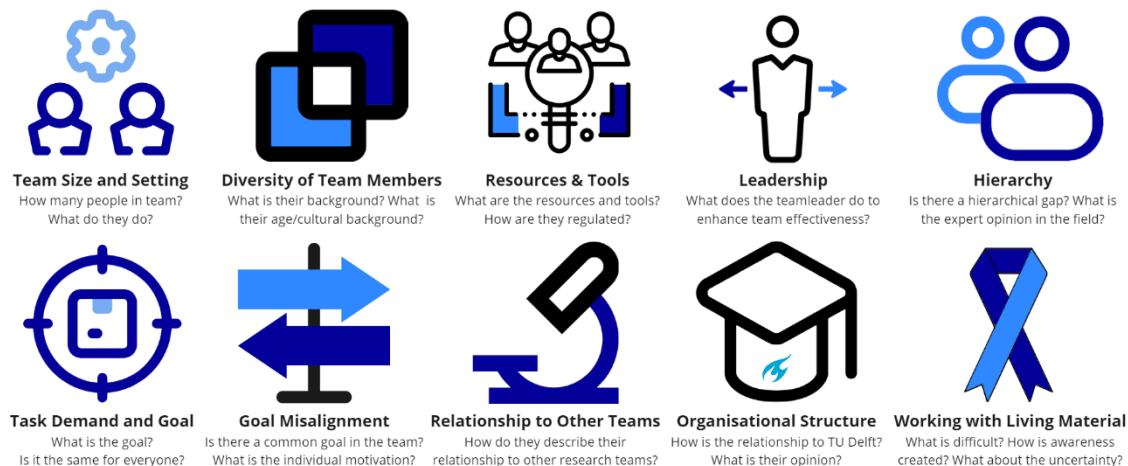 Team Size and Setting
How many people in team?
What do they do?
Diversity of Team Members
What is their background? What is
their age/cultural background?
Resources & Tools
What are the resources and tools?
How are they regulated?
Leadership
What does the teamleader do to
enhance team effectiveness?
Hierarchy
Is there a hierarchical gap? What is
the expert opinion in the field?
Task Demand and Goal
What is the goal?
Is it the same for everyone?
Goal Misalignment
Is there a common goal in the team?
What is the individual motivation?
Relationship to Other Teams
How do they describe their
relationship to other research teams?
Organisational Structure
How is the relationship to TU Delft?
What is their opinion?
Working with Living Material
What is difficult? How is awareness
created? What about the uncertainty?